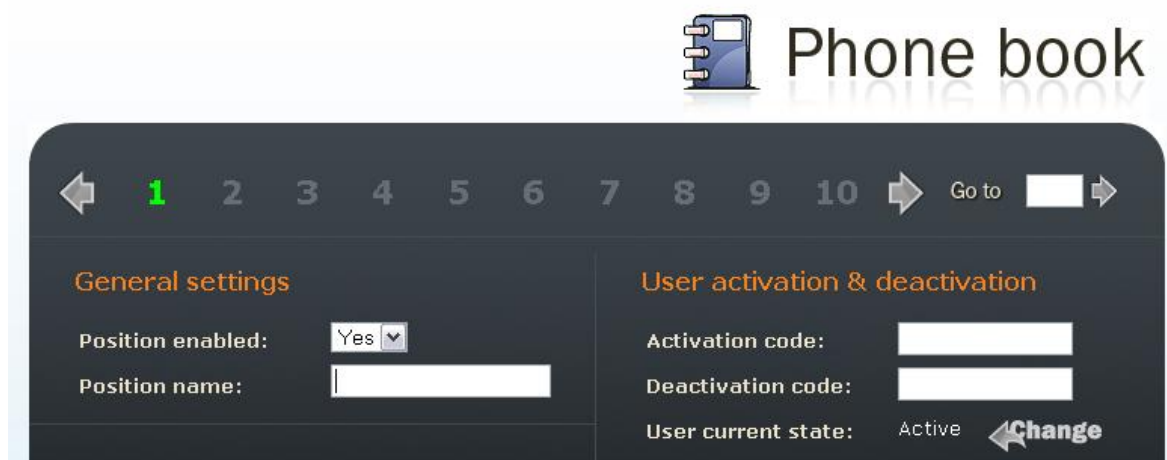 Phone book
1 2 3 4 5 6 7 8 9 10 Go to
General settings
Position enabled: Yes
Position name:
User activation & deactivation
Activation code:
Deactivation code:
User current state: Active Change